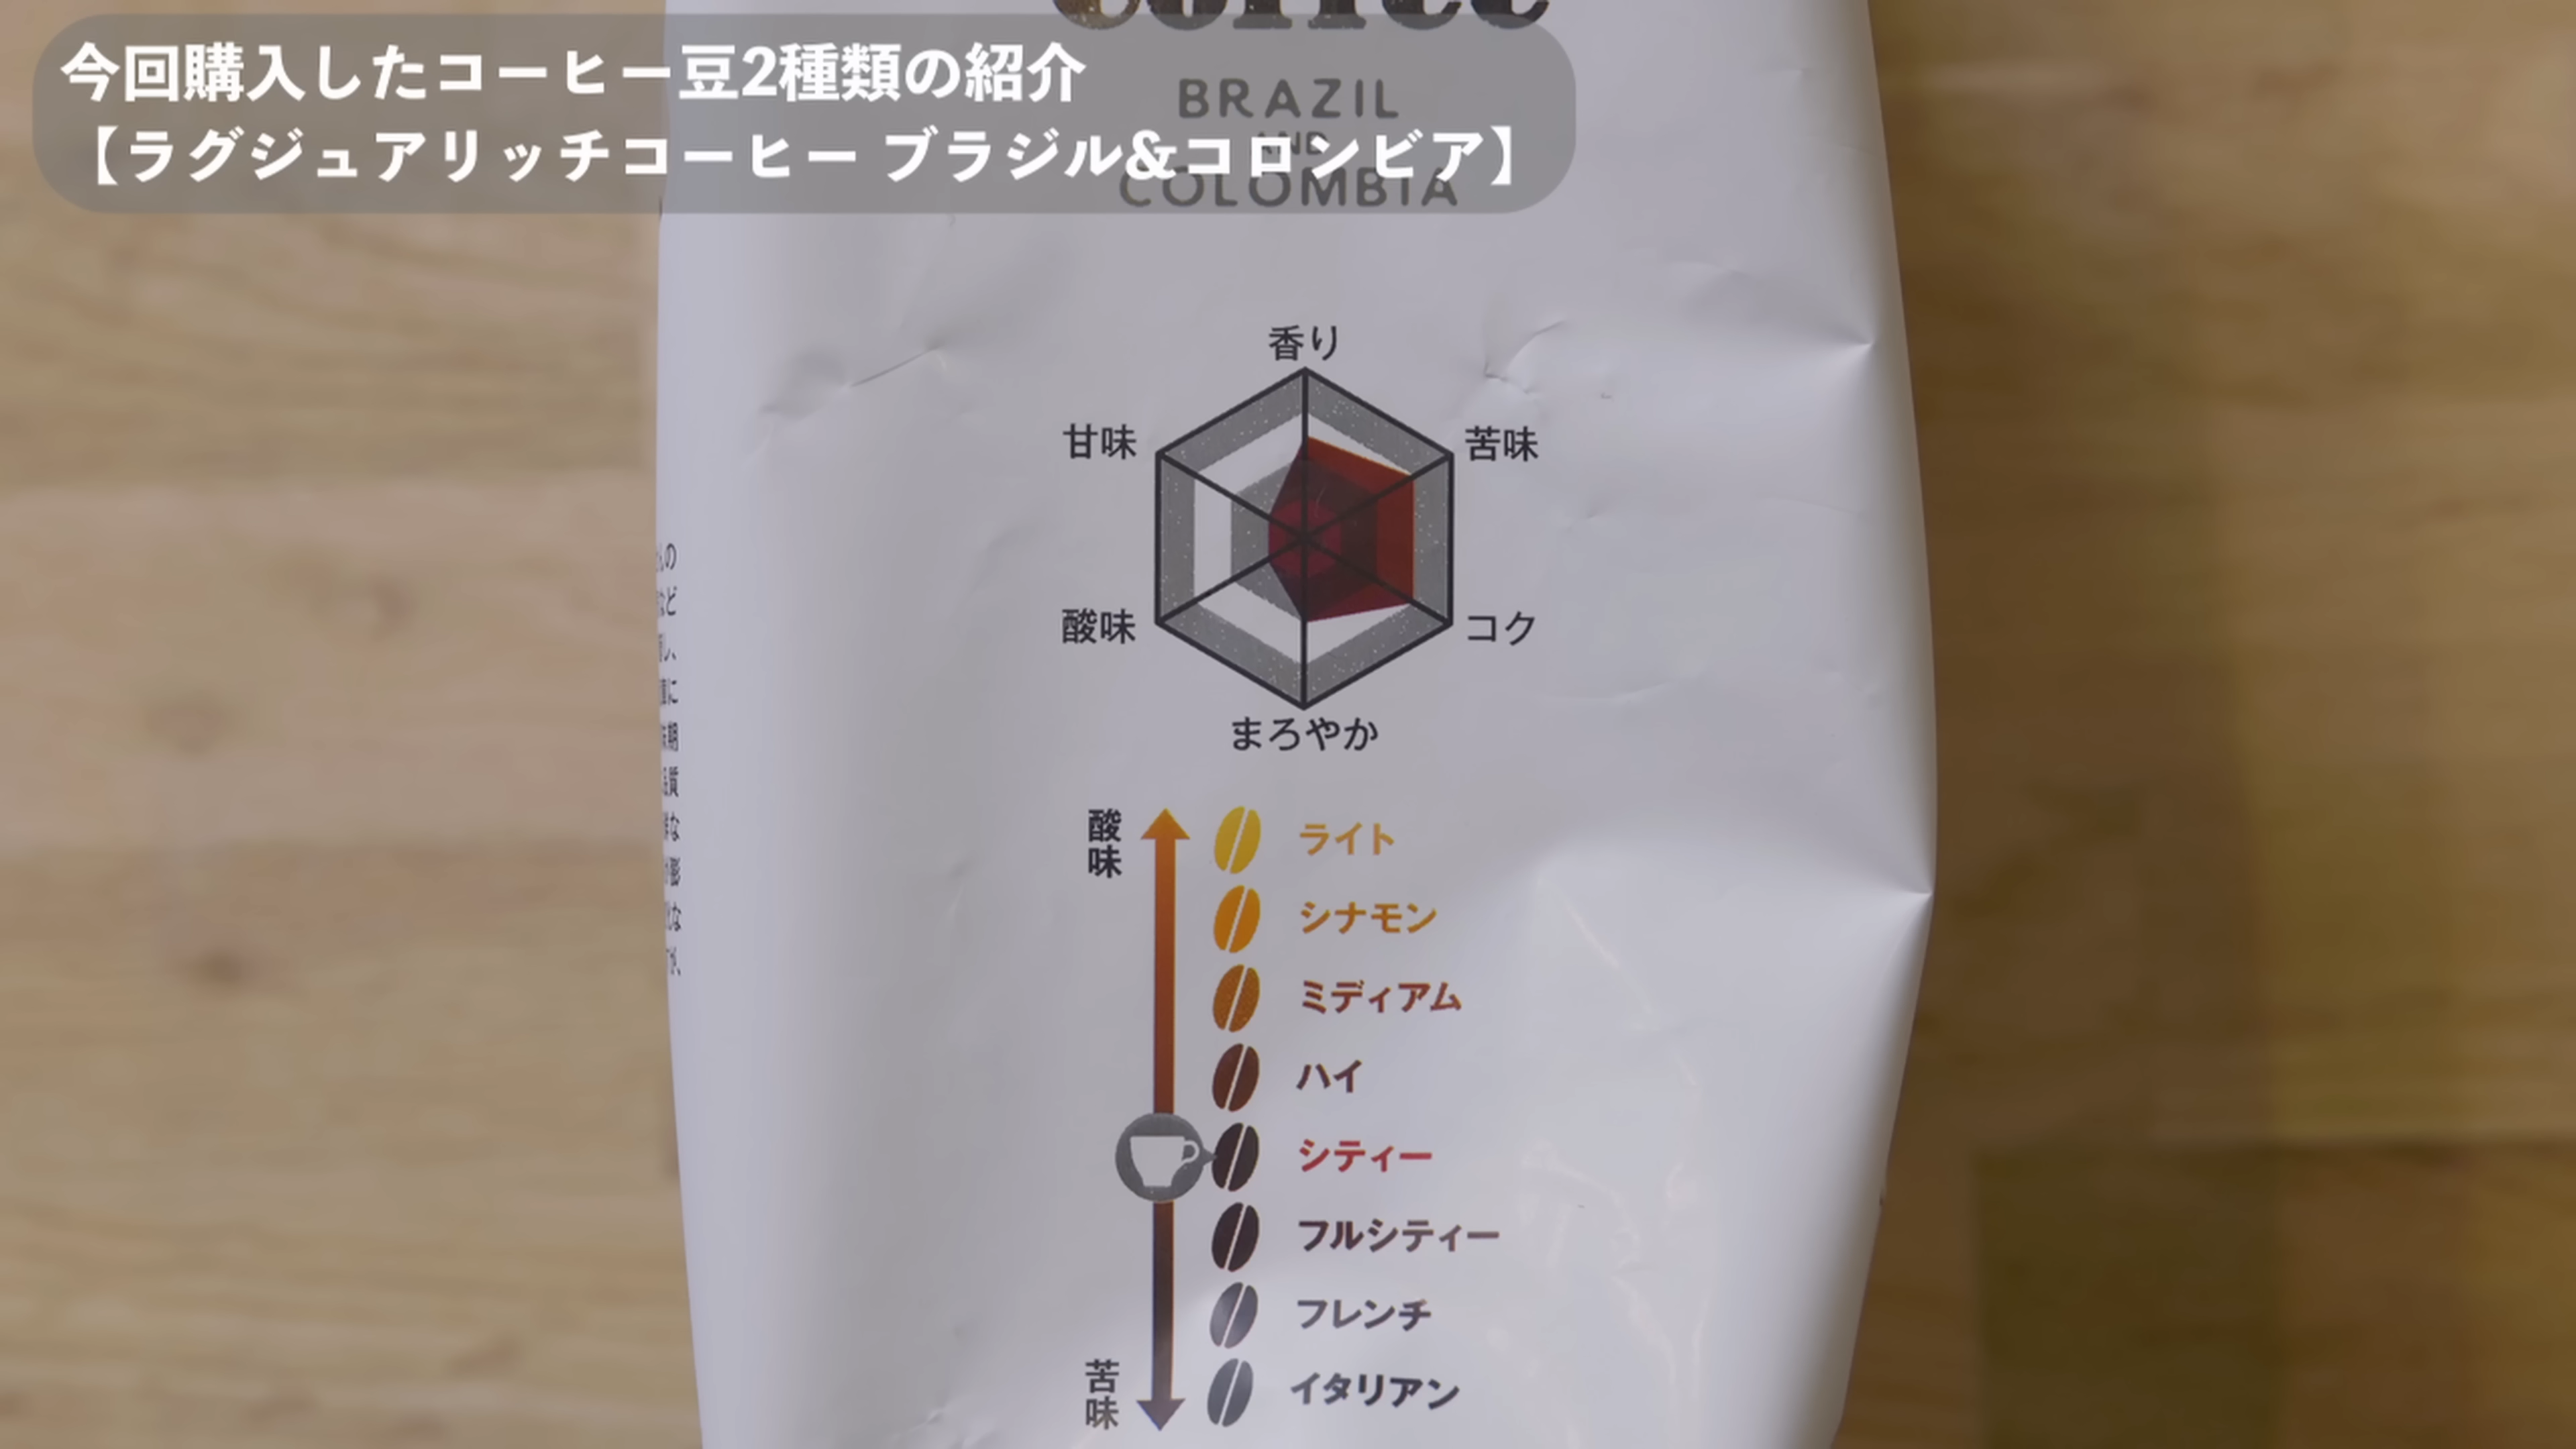 今回購入したコーヒー豆2種類の紹介
【ラグジュアリッチコーヒー ブラジル&コロンビア】
BRAZIL
AND
COLOMBIA
香り
甘味
苦味
酸味
コク
まろやか
酸味
ライト
シナモン
ミディアム
ハイ
シティー
フルシティー
フレンチ
イタリアン
苦味